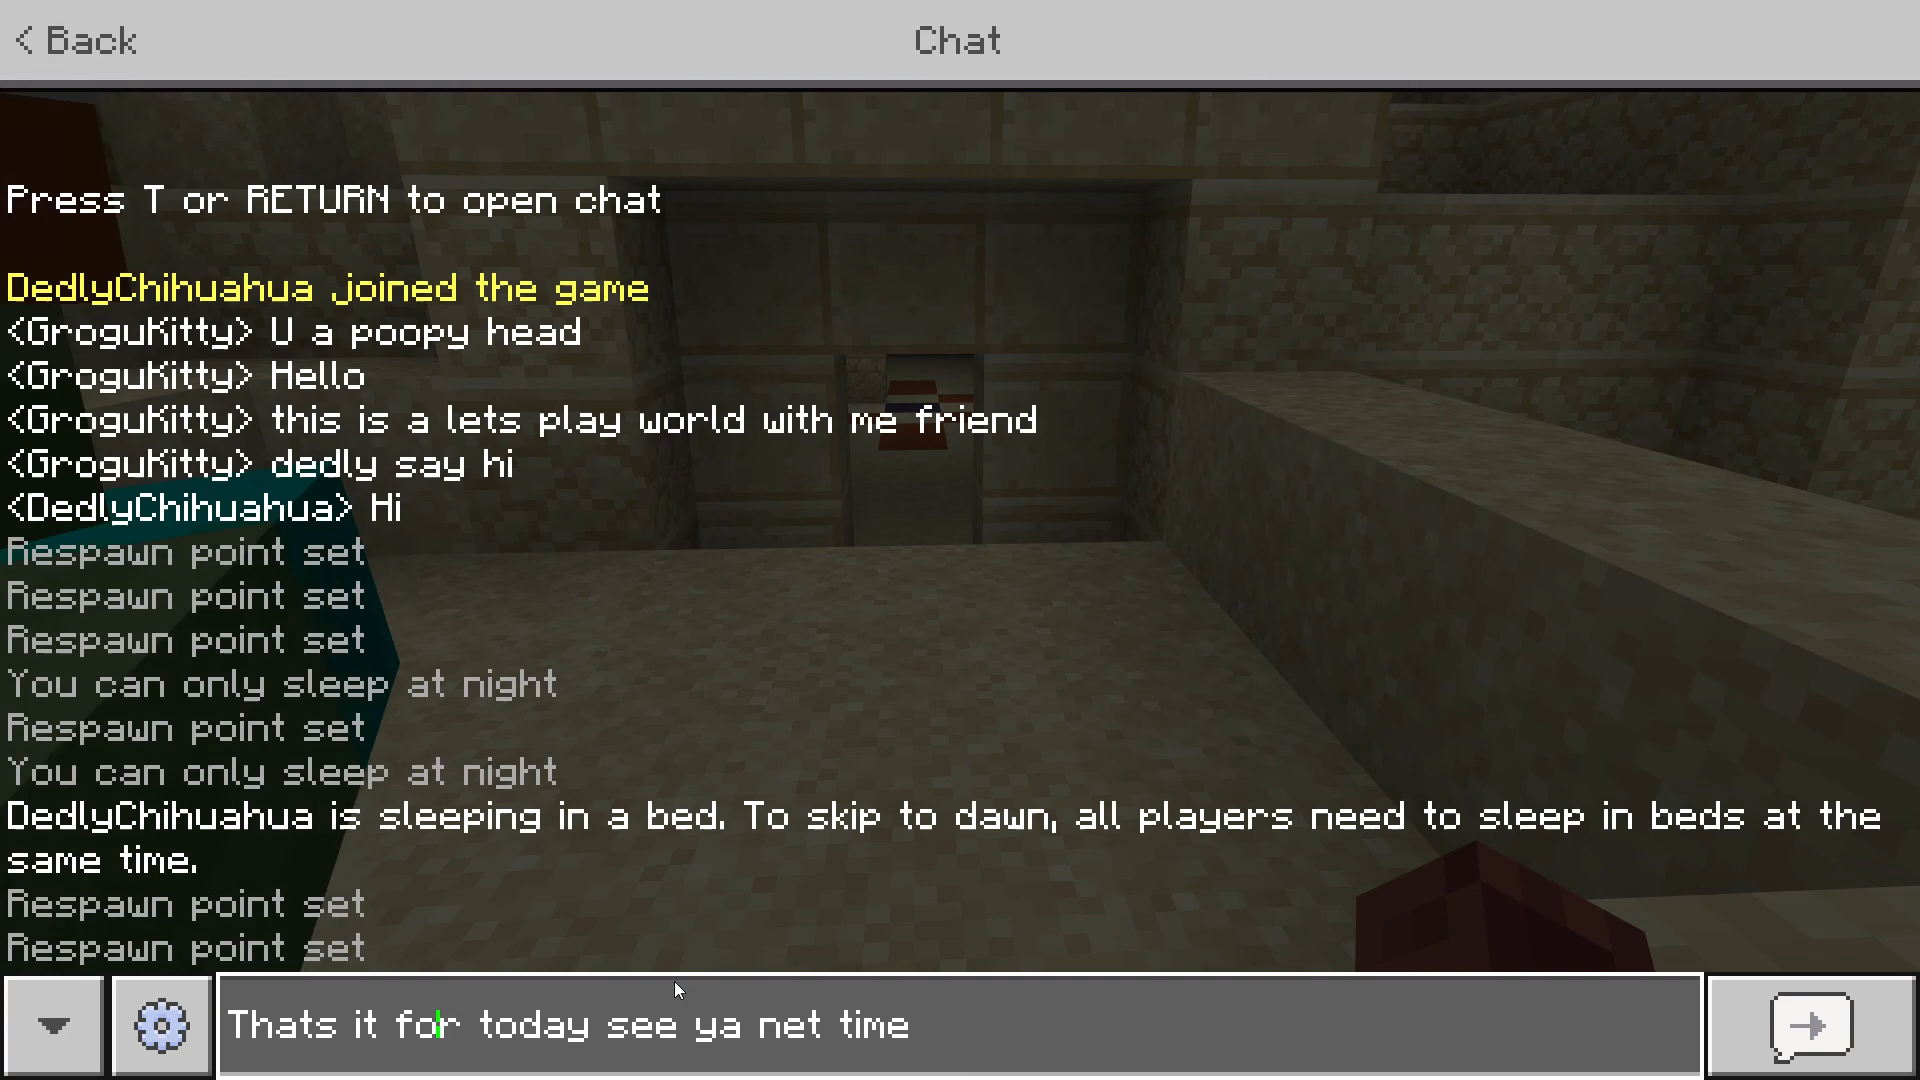 < Back
Chat
Press T or RETURN to open chat
DedlyChihuahua joined the game
<GroguKitty> U a poopy head
<GroguKitty> Hello
<GroguKitty> this is a lets play world with me friend
<GroguKitty> dedly say hi
<DedlyChihuahua> Hi
Respawn point set
Respawn point set
Respawn point set
You can only sleep at night
Respawn point set
You can only sleep at night
DedlyChihuahua is sleeping in a bed. To skip to dawn, all players need to sleep in beds at the
same time.
Respawn point set
Respawn point set
Thats it for today see ya net time